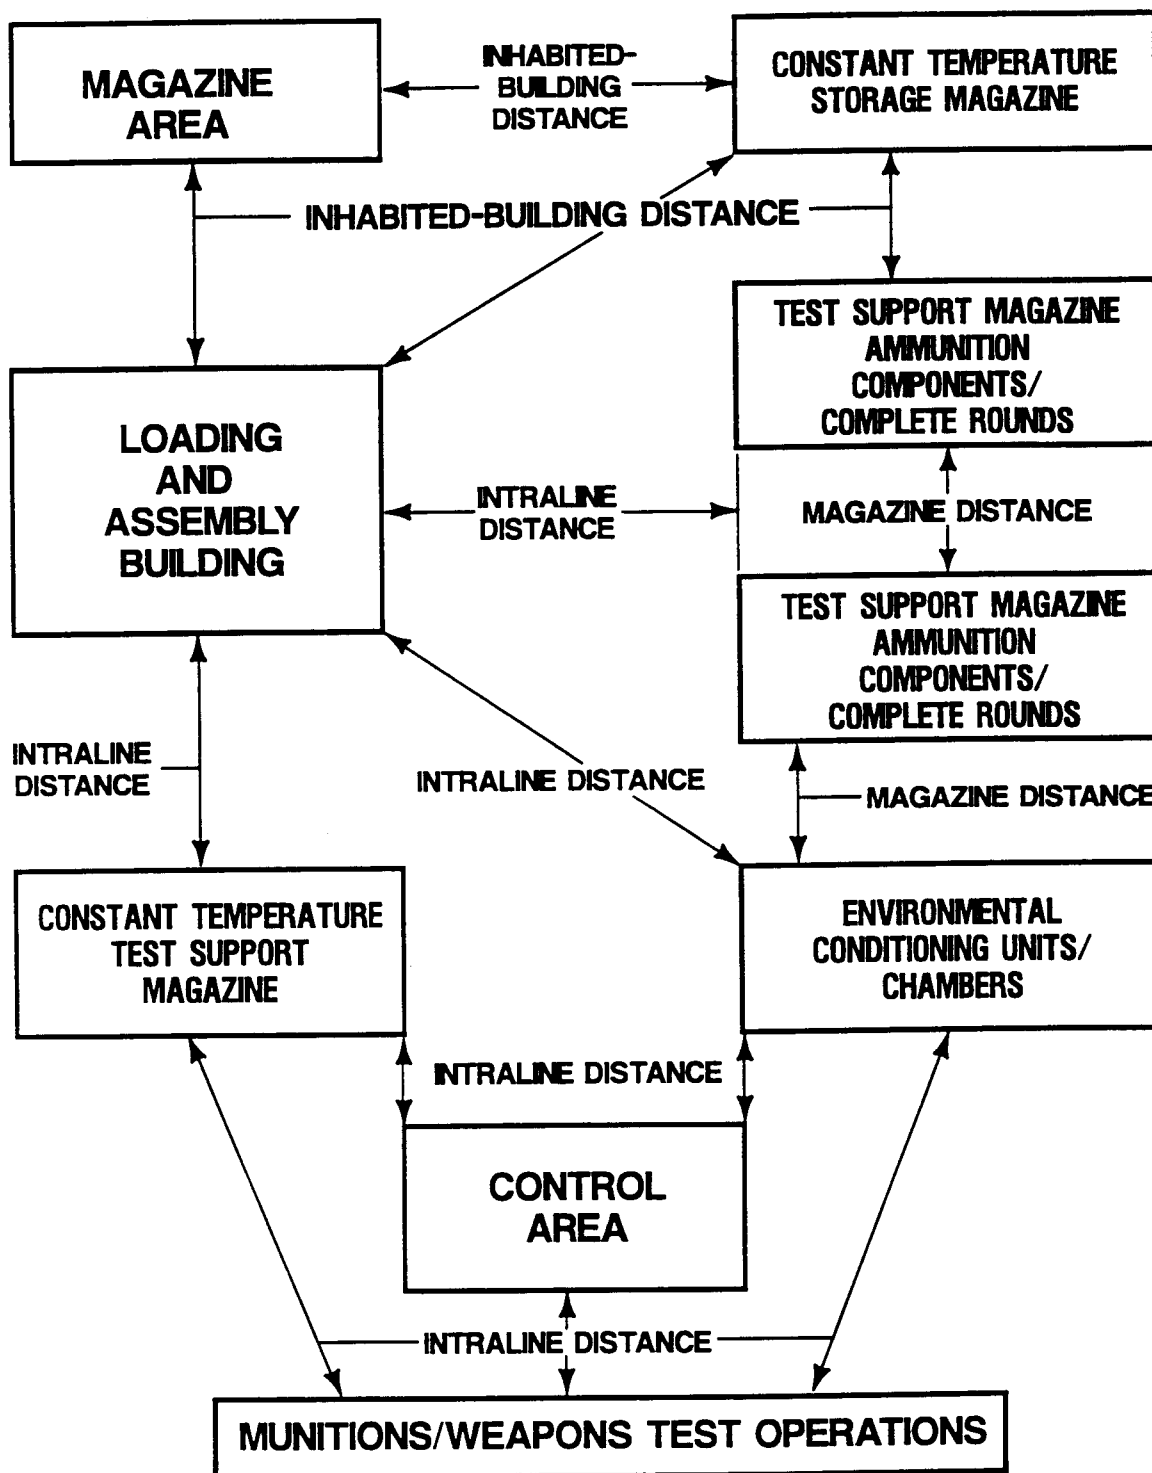 MAGAZINE
AREA
INHABITED-
BUILDING
DISTANCE
CONSTANT TEMPERATURE
STORAGE MAGAZINE
INHABITED-BUILDING DISTANCE
TEST SUPPORT MAGAZINE
AMMUNITION
COMPONENTS/
COMPLETE ROUNDS
LOADING
AND
ASSEMBLY
BUILDING
INTRALINE
DISTANCE
MAGAZINE DISTANCE
TEST SUPPORT MAGAZINE
AMMUNITION
COMPONENTS/
COMPLETE ROUNDS
INTRALINE
DISTANCE
INTRALINE DISTANCE
MAGAZINE DISTANCE
CONSTANT TEMPERATURE
TEST SUPPORT
MAGAZINE
ENVIRONMENTAL
CONDITIONING UNITS/
CHAMBERS
INTRALINE DISTANCE
CONTROL
AREA
INTRALINE DISTANCE
MUNITIONS/WEAPONS TEST OPERATIONS